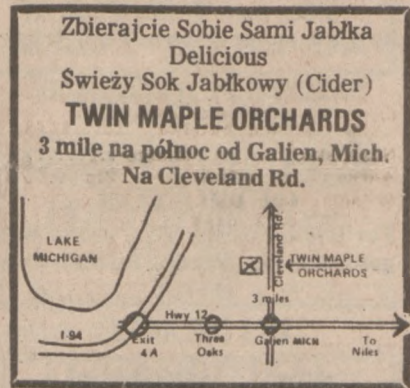 Zbierajcie Sobie Sami Jabłka
Delicious
Świeży Sok Jabłkowy (Cider)
TWIN MAPLE ORCHARDS
3 mile na północ od Galien, Mich.
Na Cleveland Rd.
LAKE
MICHIGAN
Cleveland Rd.
TWIN MAPLE
ORCHARDS
3 miles
I-94
Hwy 12
Exit
4 A
Three
Oaks
Galien MICH
To
Niles